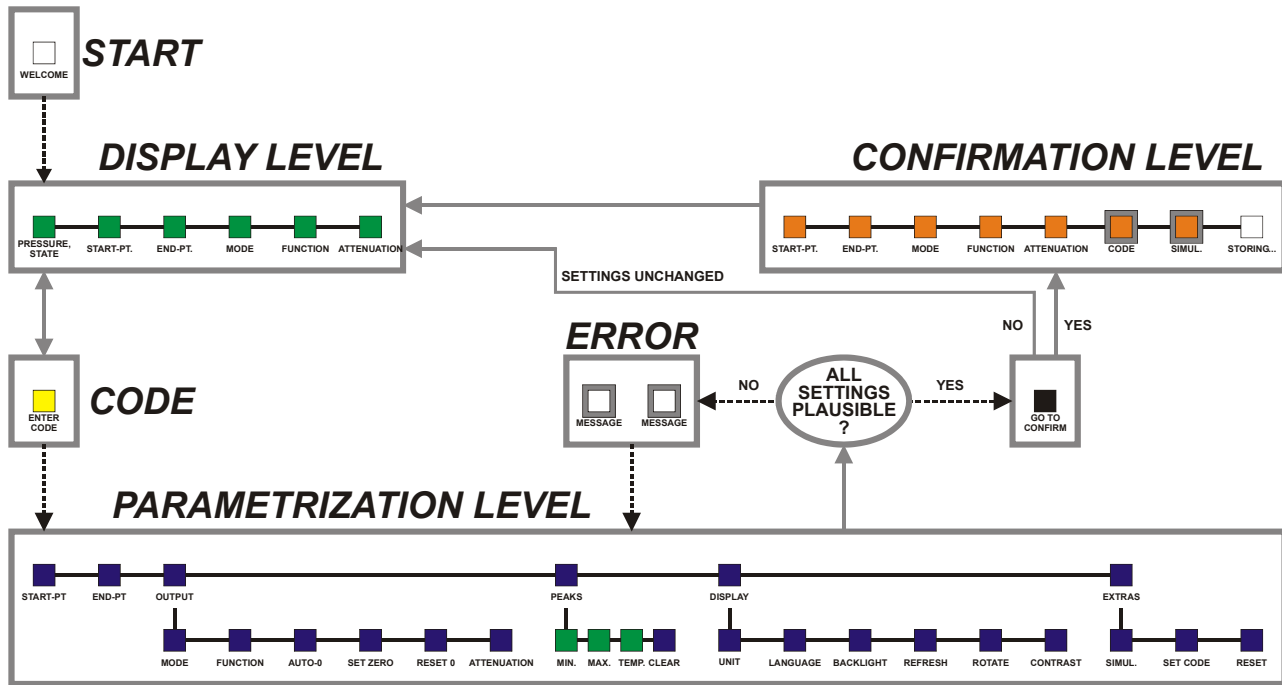 START
WELCOME
DISPLAY LEVEL
PRESSURE,
STATE
START-PT.
END-PT.
MODE
FUNCTION
ATTENUATION
CONFIRMATION LEVEL
START-PT.
END-PT.
MODE
FUNCTION
ATTENUATION
CODE
SIMUL.
STORING...
SETTINGS UNCHANGED
NO
YES
CODE
ENTER
CODE
ERROR
MESSAGE
MESSAGE
NO
ALL
SETTINGS
PLAUSIBLE
?
YES
GO TO
CONFIRM
PARAMETRIZATION LEVEL
START-PT
END-PT
OUTPUT
PEAKS
DISPLAY
EXTRAS
MODE
FUNCTION
AUTO-0
SET ZERO
RESET 0
ATTENUATION
MIN.
MAX.
TEMP.
CLEAR
UNIT
LANGUAGE
BACKLIGHT
REFRESH
ROTATE
CONTRAST
SIMUL.
SET CODE
RESET